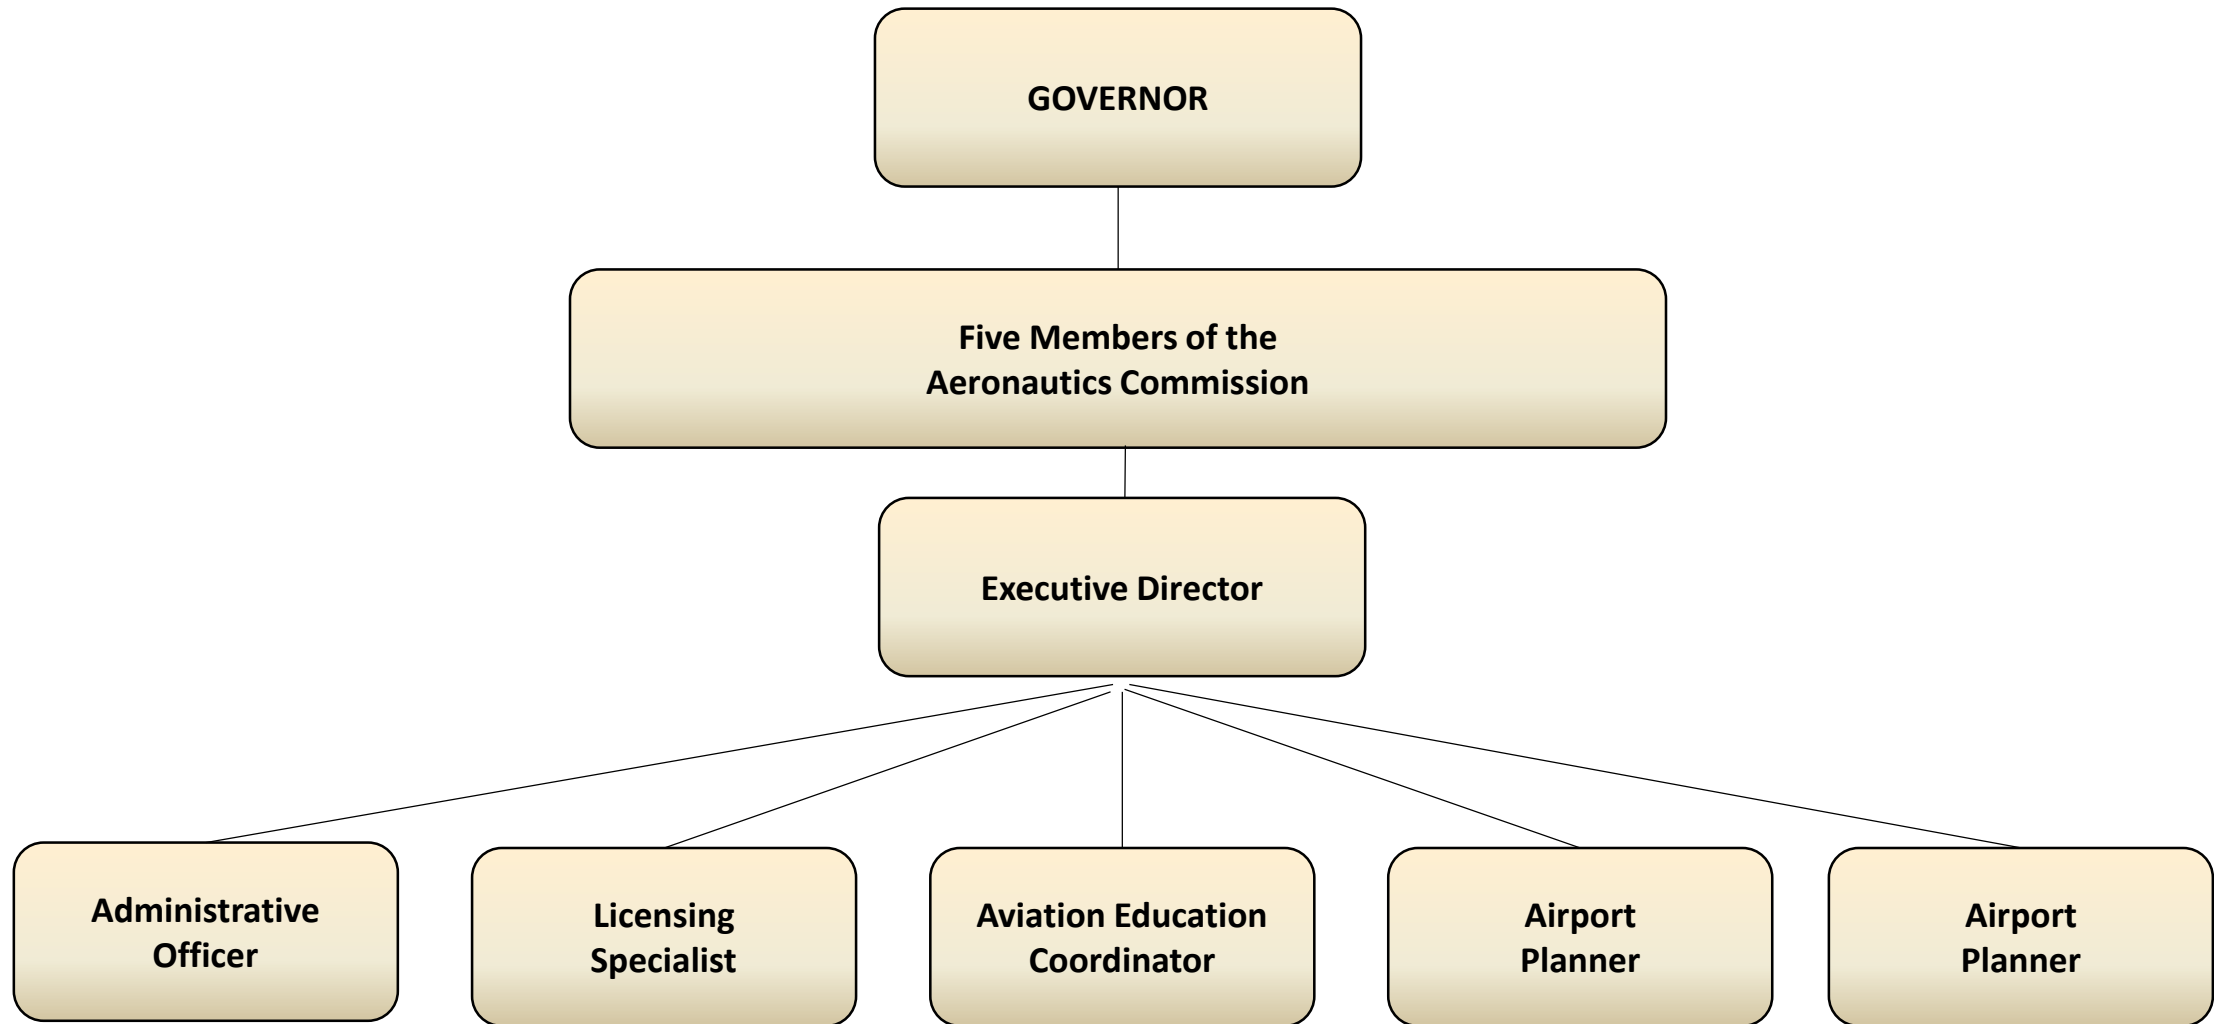 GOVERNOR
Five Members of the
Aeronautics Commission
Executive Director
Administrative
Officer
Licensing
Specialist
Aviation Education
Coordinator
Airport
Planner
Airport
Planner